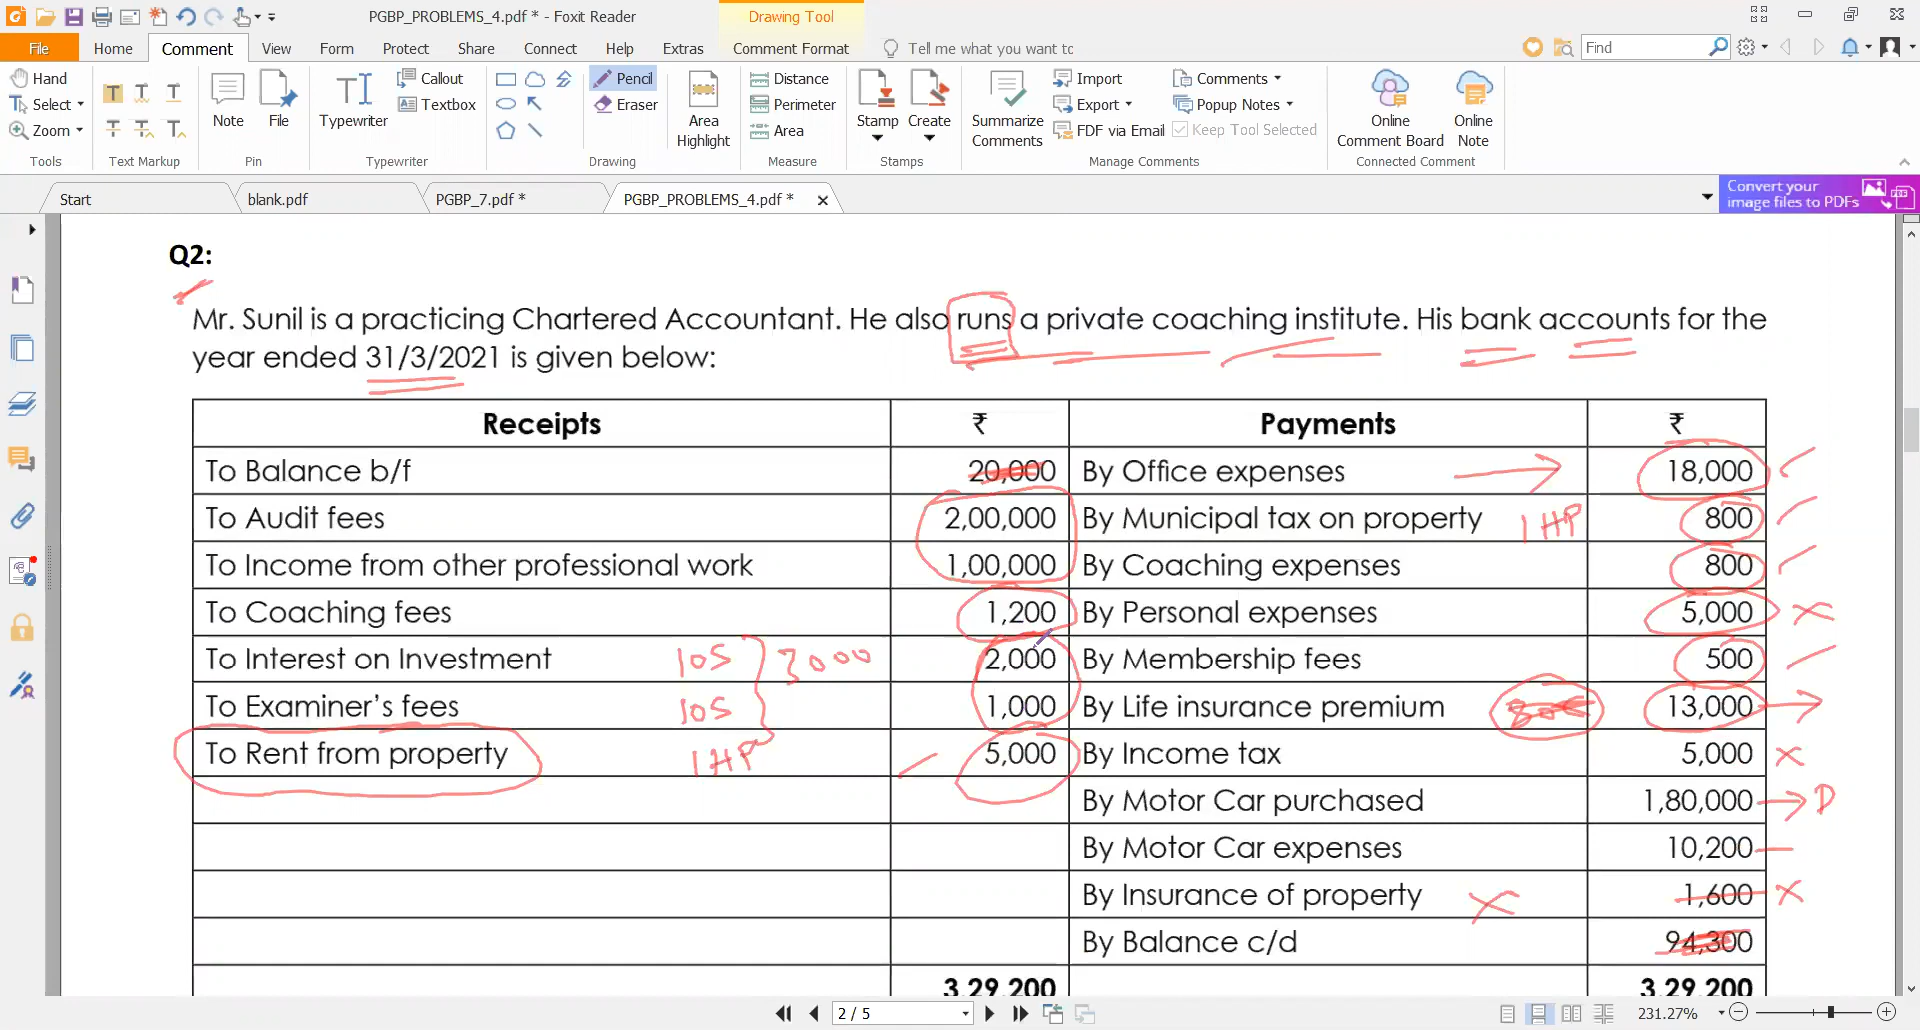 PGBP_PROBLEMS_4.pdf * - Foxit Reader
Drawing Tool
File Home Comment View Form Protect Share Connect Help Extras Comment Format Tell me what you want to Find
Hand
Select
Zoom
Tools
Text Markup
Note
File
Pin
Typewriter
Callout
Textbox
Typewriter
Pencil
Eraser
Drawing
Area Highlight
Distance
Perimeter
Area
Measure
Stamp
Create
Stamps
Summarize Comments
Import
Export
FDF via Email
Comments
Popup Notes
Keep Tool Selected
Manage Comments
Online Comment Board
Online Note
Connected Comment
Start blank.pdf PGBP_7.pdf * PGBP_PROBLEMS_4.pdf *
Convert your
image files to PDFs
Q2:
Mr. Sunil is a practicing Chartered Accountant. He also runs a private coaching institute. His bank accounts for the
year ended 31/3/2021 is given below:
Receipts ₹ Payments ₹
To Balance b/f 20,000 By Office expenses 18,000
To Audit fees 2,00,000 By Municipal tax on property IHP 800
To Income from other professional work 1,00,000 By Coaching expenses 800
To Coaching fees 1,200 By Personal expenses 5,000
To Interest on Investment IOS 3000 2,000 By Membership fees 500
To Examiner's fees IOS 1,000 By Life insurance premium 13,000
To Rent from property IHP 5,000 By Income tax 5,000
By Motor Car purchased 1,80,000 D
By Motor Car expenses 10,200
By Insurance of property 1,600
By Balance c/d 94,300
3,29,200 3,29,200
2 / 5
231.27%